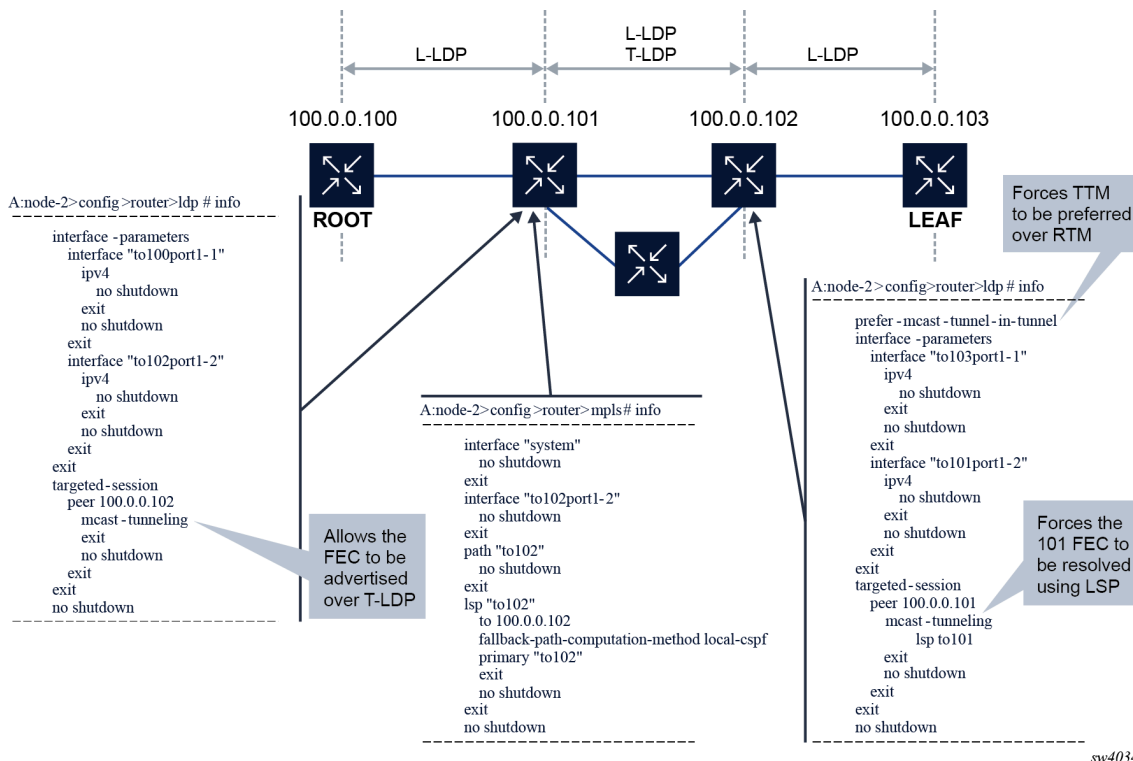 L-LDP
L-LDP
T-LDP
L-LDP
100.0.0.100
100.0.0.101
100.0.0.102
100.0.0.103
ROOT
LEAF
A:node-2>config>router>ldp # info
interface -parameters
interface "to100port1-1"
ipv4
no shutdown
exit
no shutdown
exit
interface "to102port1-2"
ipv4
no shutdown
exit
no shutdown
exit
exit
targeted-session
peer 100.0.0.102
mcast -tunneling
exit
no shutdown
exit
exit
no shutdown
Allows the
FEC to be
advertised
over T-LDP
A:node-2>config>router>mpls# info
interface "system"
no shutdown
exit
interface "to102port1-2"
no shutdown
exit
path "to102"
no shutdown
exit
lsp "to102"
to 100.0.0.102
fallback-path-computation-method local-cspf
primary "to102"
exit
no shutdown
exit
no shutdown
Forces TTM
to be preferred
over RTM
A:node-2>config>router>ldp # info
prefer -mcast -tunnel-in-tunnel
interface -parameters
interface "to103port1-1"
ipv4
no shutdown
exit
no shutdown
exit
interface "to101port1-2"
ipv4
no shutdown
exit
no shutdown
exit
exit
targeted-session
peer 100.0.0.101
mcast -tunneling
lsp to101
exit
no shutdown
exit
exit
no shutdown
Forces the
101 FEC to
be resolved
using LSP